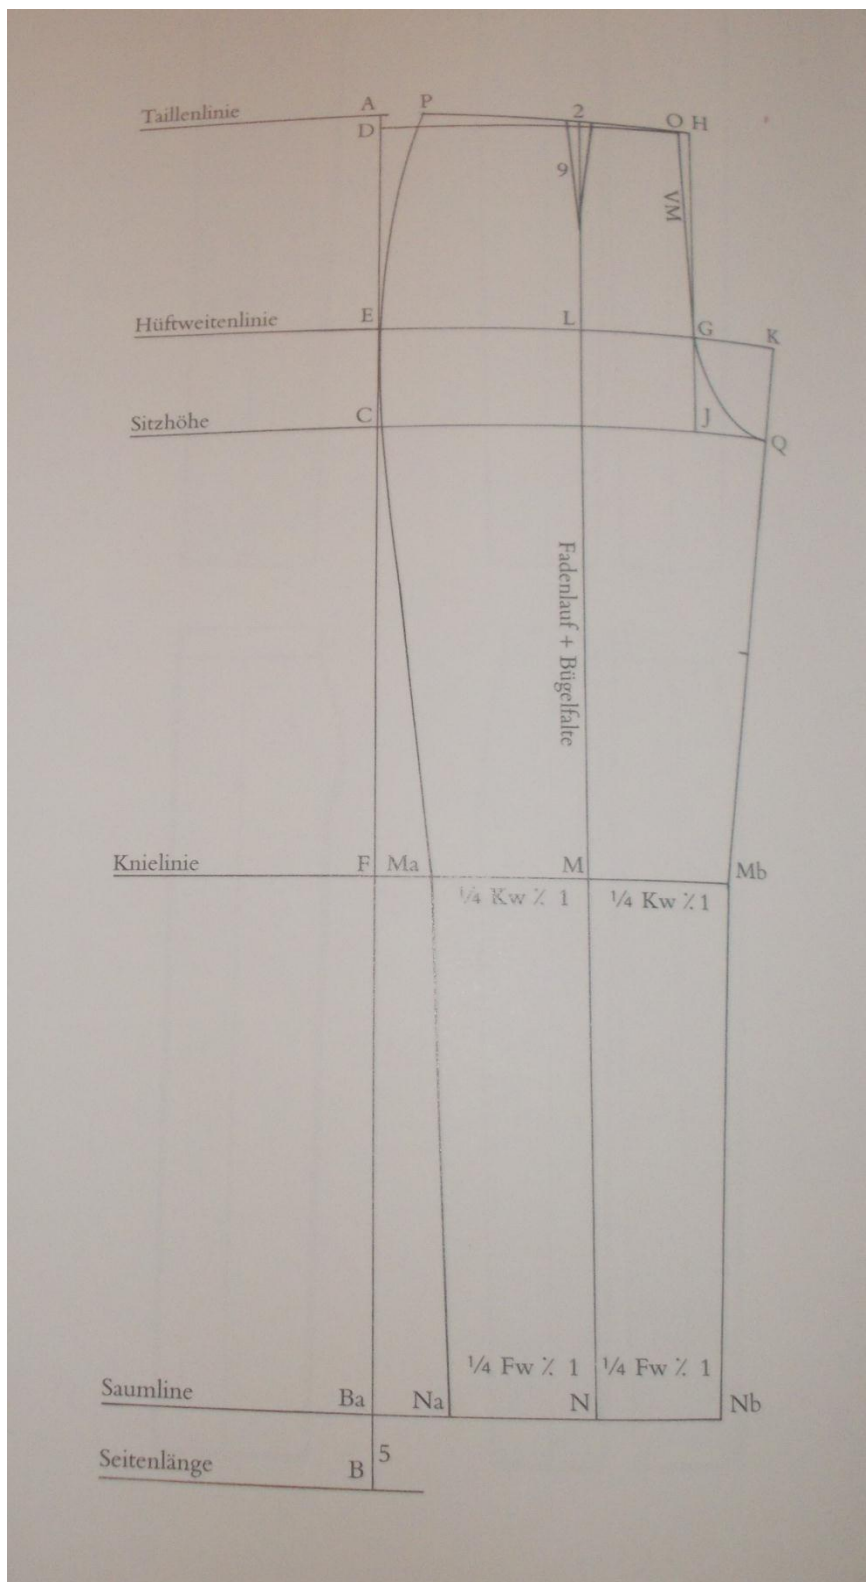 Taillenlinie A P 2 O H
D
9
VM
Hüftweitenlinie E L G K
Sitzhöhe C J Q
Fadenlauf + Bügelfalte
Knielinie F Ma M Mb
¼ Kw ⁒ 1 ¼ Kw ⁒ 1
¼ Fw ⁒ 1 ¼ Fw ⁒ 1
Saumline Ba Na N Nb
5
Seitenlänge B